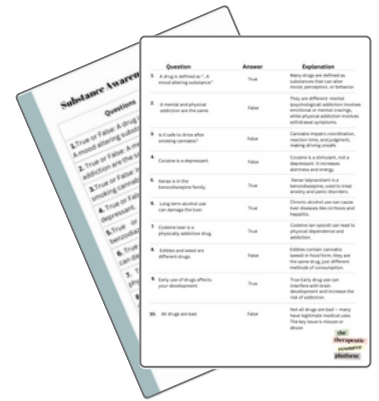 Substance Awaren
Questions
1.True or False: A drug
A mood altering substance"
2. True or False: A me
addiction are the s
3.True or False: Is
smoking cannab
4.True or False:
depressant.
5.True or
benzodiaz
6. True
can da
7. T
phy
8.
Question Answer Explanation
1. A drug is defined as ", A
mood altering substance"
True
Many drugs are defined as
substances that can alter
mood, perception, or behavior.
2. A mental and physical
addiction are the same.
False
They are different: mental
(psychological) addiction involves
emotional or mental cravings,
while physical addiction involves
withdrawal symptoms.
3. Is it safe to drive after
smoking cannabis?
False
Cannabis impairs coordination,
reaction time, and judgment,
making driving unsafe.
4. Cocaine is a depressant.
False
Cocaine is a stimulant, not a
depressant. It increases
alertness and energy.
5. Xanax is in the
benzodiazepine family.
True
Xanax (alprazolam) is a
benzodiazepine, used to treat
anxiety and panic disorders.
6. Long term alcohol use
can damage the liver.
True
Chronic alcohol use can cause
liver diseases like cirrhosis and
hepatitis.
7. Codeine lean is a
physically addictive drug.
True
Codeine (an opioid) can lead to
physical dependence and
addiction.
8. Edibles and weed are
different drugs.
False
Edibles contain cannabis
(weed) in food form; they are
the same drug, just different
methods of consumption.
9. Early use of drugs affects
your development.
True
True Early drug use can
interfere with brain
development and increase the
risk of addiction.
10. All drugs are bad.
False
Not all drugs are bad — many
have legitimate medical uses.
The key issue is misuse or
abuse.
the
therapeutic
resource
platform